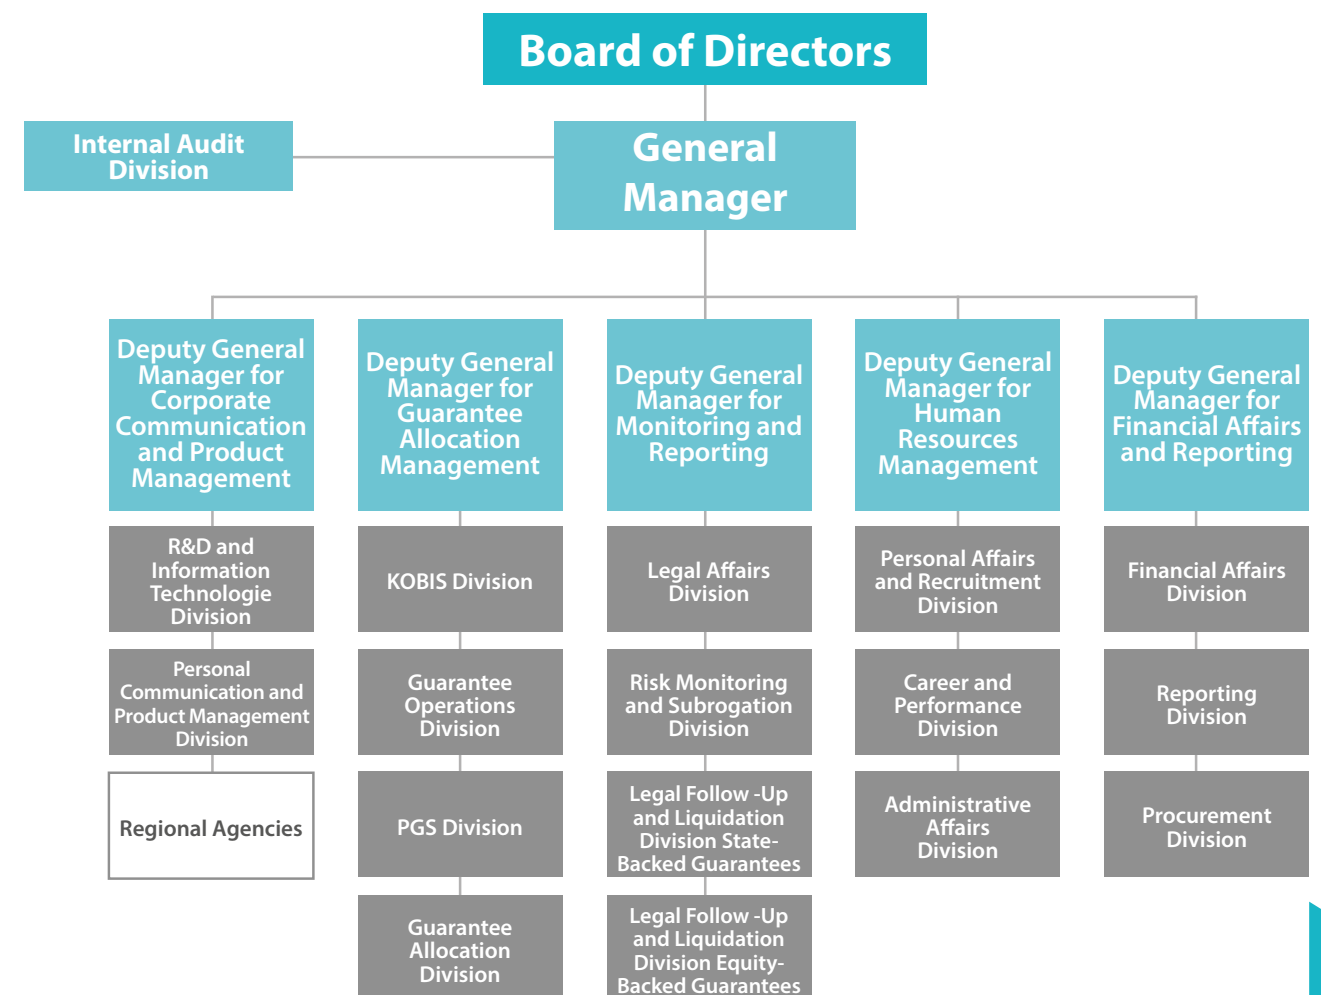 Board of Directors
Internal Audit
Division
General
Manager
Deputy General
Manager for
Corporate
Communication
and Product
Management
R&D and
Information
Technologie
Division
Personal
Communication and
Product Management
Division
Regional Agencies
Deputy General
Manager for
Guarantee
Allocation
Management
KOBIS Division
Guarantee
Operations
Division
PGS Division
Guarantee
Allocation
Division
Deputy General
Manager for
Monitoring and
Reporting
Legal Affairs
Division
Risk Monitoring
and Subrogation
Division
Legal Follow -Up
and Liquidation
Division State-
Backed Guarantees
Legal Follow -Up
and Liquidation
Division Equity-
Backed Guarantees
Deputy General
Manager for
Human
Resources
Management
Personal Affairs
and Recruitment
Division
Career and
Performance
Division
Administrative
Affairs
Division
Deputy General
Manager for
Financial Affairs
and Reporting
Financial Affairs
Division
Reporting
Division
Procurement
Division